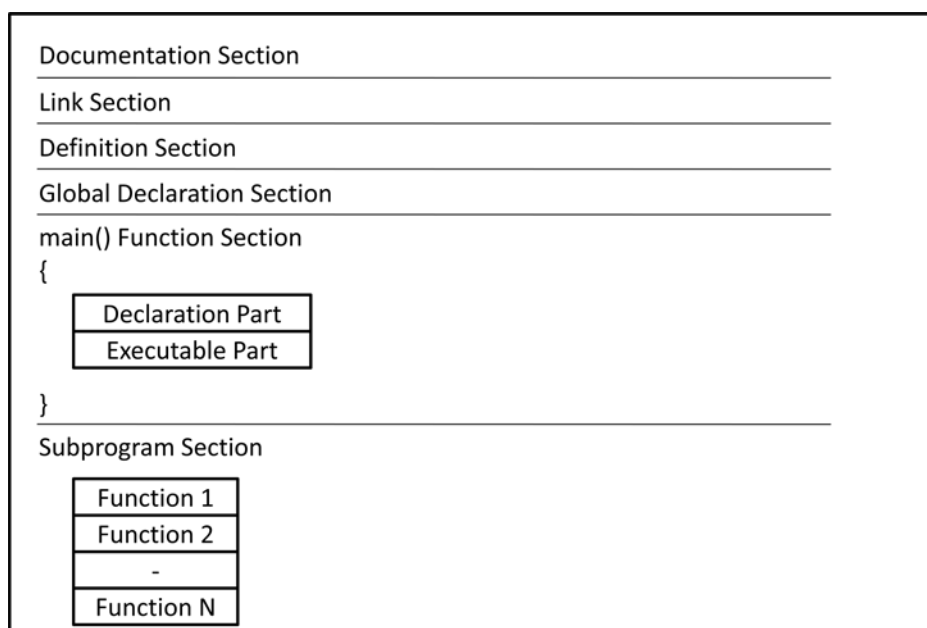 Documentation Section
Link Section
Definition Section
Global Declaration Section
main() Function Section
{
Declaration Part
Executable Part
}
Subprogram Section
Function 1
Function 2
-
Function N